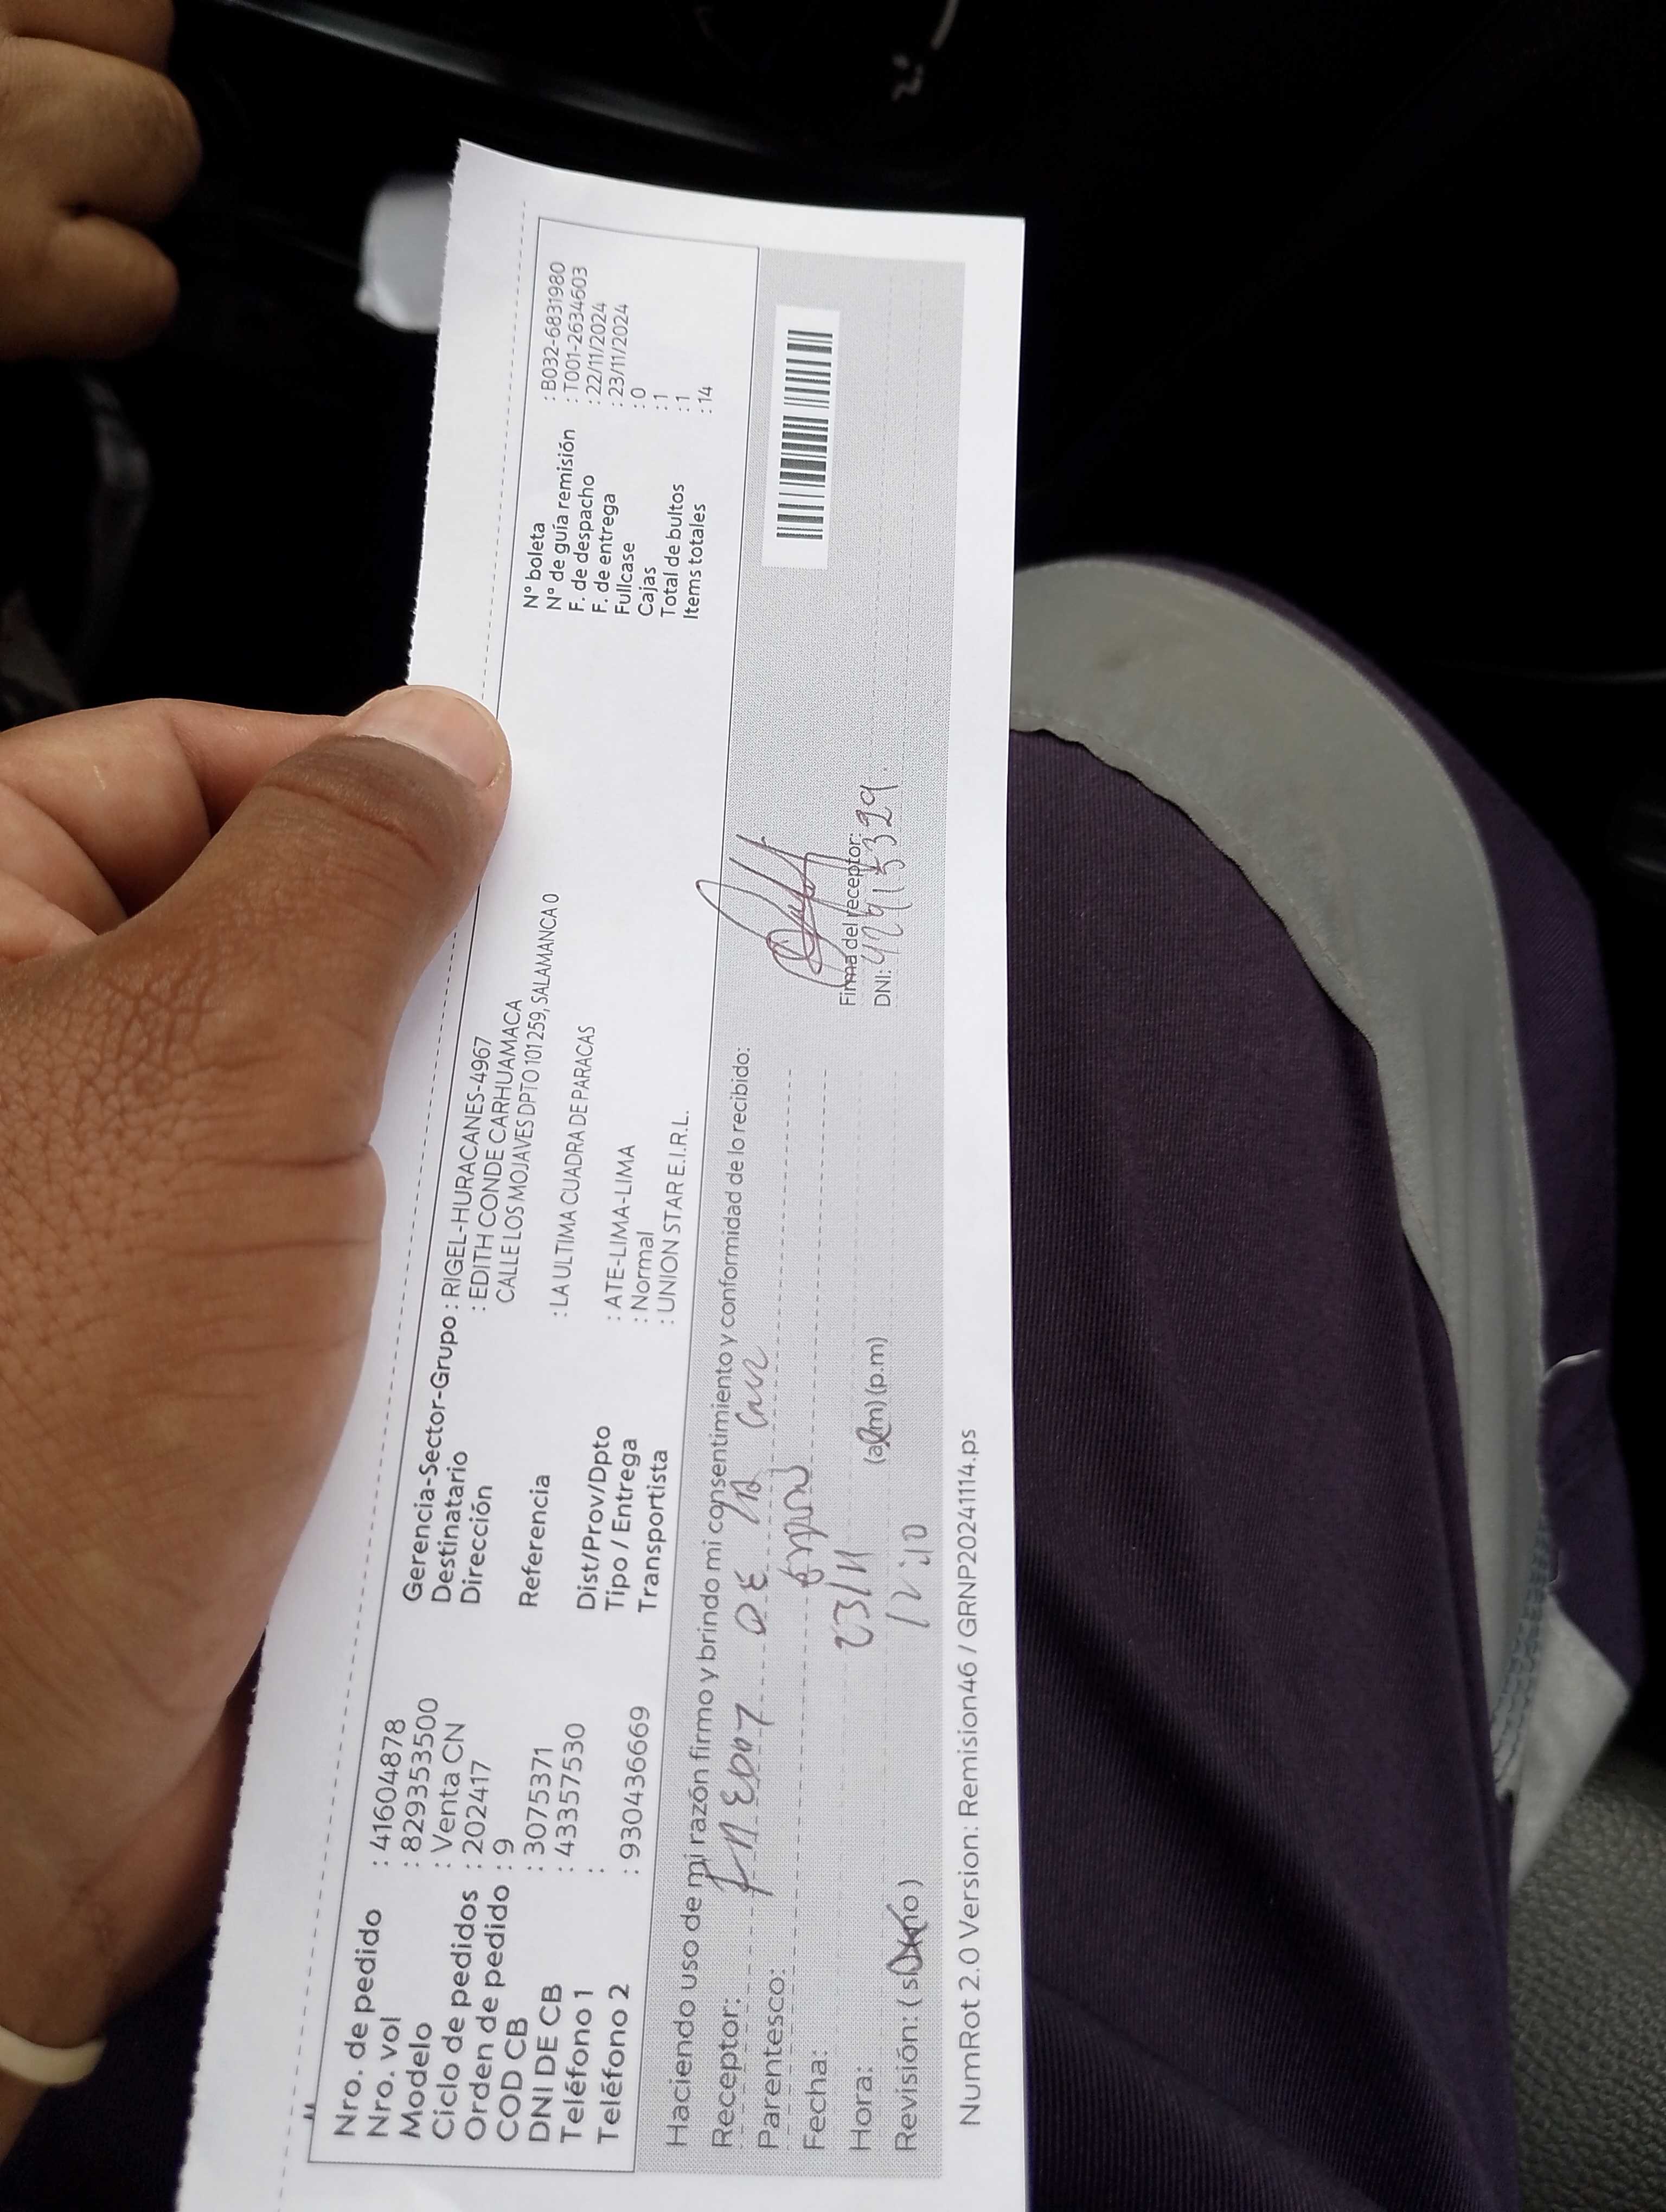 Nro. de pedido : 41604878
Nro. vol : 829353500
Modelo : Venta CN
Ciclo de pedidos : 202417
Orden de pedido : 9
COD CB : 30755371
DNI DE CB : 43357530
Teléfono 1 :
Teléfono 2 : 930436669
Gerencia-Sector-Grupo : RIGEL-HURACANES-4967
Destinatario : EDITH CONDE CARHUAMACA
Dirección CALLE LOS MOJAVES DPTO 101 259, SALAMANCA 0
Referencia : LA ULTIMA CUADRA DE PARACAS
Dist/Prov/Dpto : ATE-LIMA-LIMA
Tipo / Entrega : Normal
Transportista : UNION STAR E.I.R.L.
N° boleta : B032-6831980
N° de guía remisión : T001-2634603
F. de despacho : 22/11/2024
F. de entrega : 23/11/2024
Fullcase : 0
Cajas : 1
Total de bultos : 1
Items totales : 14
Haciendo uso de mi razón firmo y brindo mi consentimiento y conformidad de lo recibido:
Receptor: DE
Parentesco:
Fecha: 23/11
Hora: 12:10 (a.m) (p.m)
Revisión: ( si no )
Firma del receptor:
DNI:
NumRot 2.0 Version: Remision46 / GRNP20241114.ps